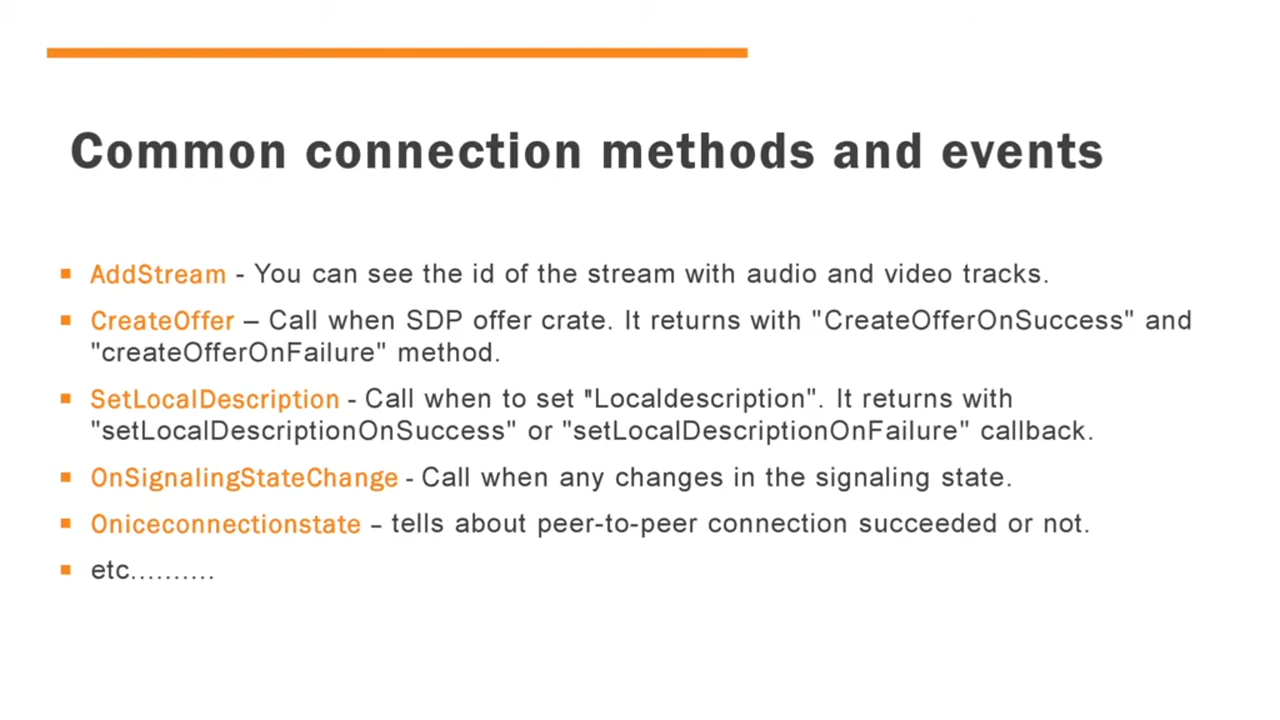 Common connection methods and events
AddStream - You can see the id of the stream with audio and video tracks.
CreateOffer – Call when SDP offer crate. It returns with "CreateOfferOnSuccess" and
"createOfferOnFailure" method.
SetLocalDescription - Call when to set "Localdescription". It returns with
"setLocalDescriptionOnSuccess" or "setLocalDescriptionOnFailure" callback.
OnSignalingStateChange - Call when any changes in the signaling state.
Oniceconnectionstate – tells about peer-to-peer connection succeeded or not.
etc..........